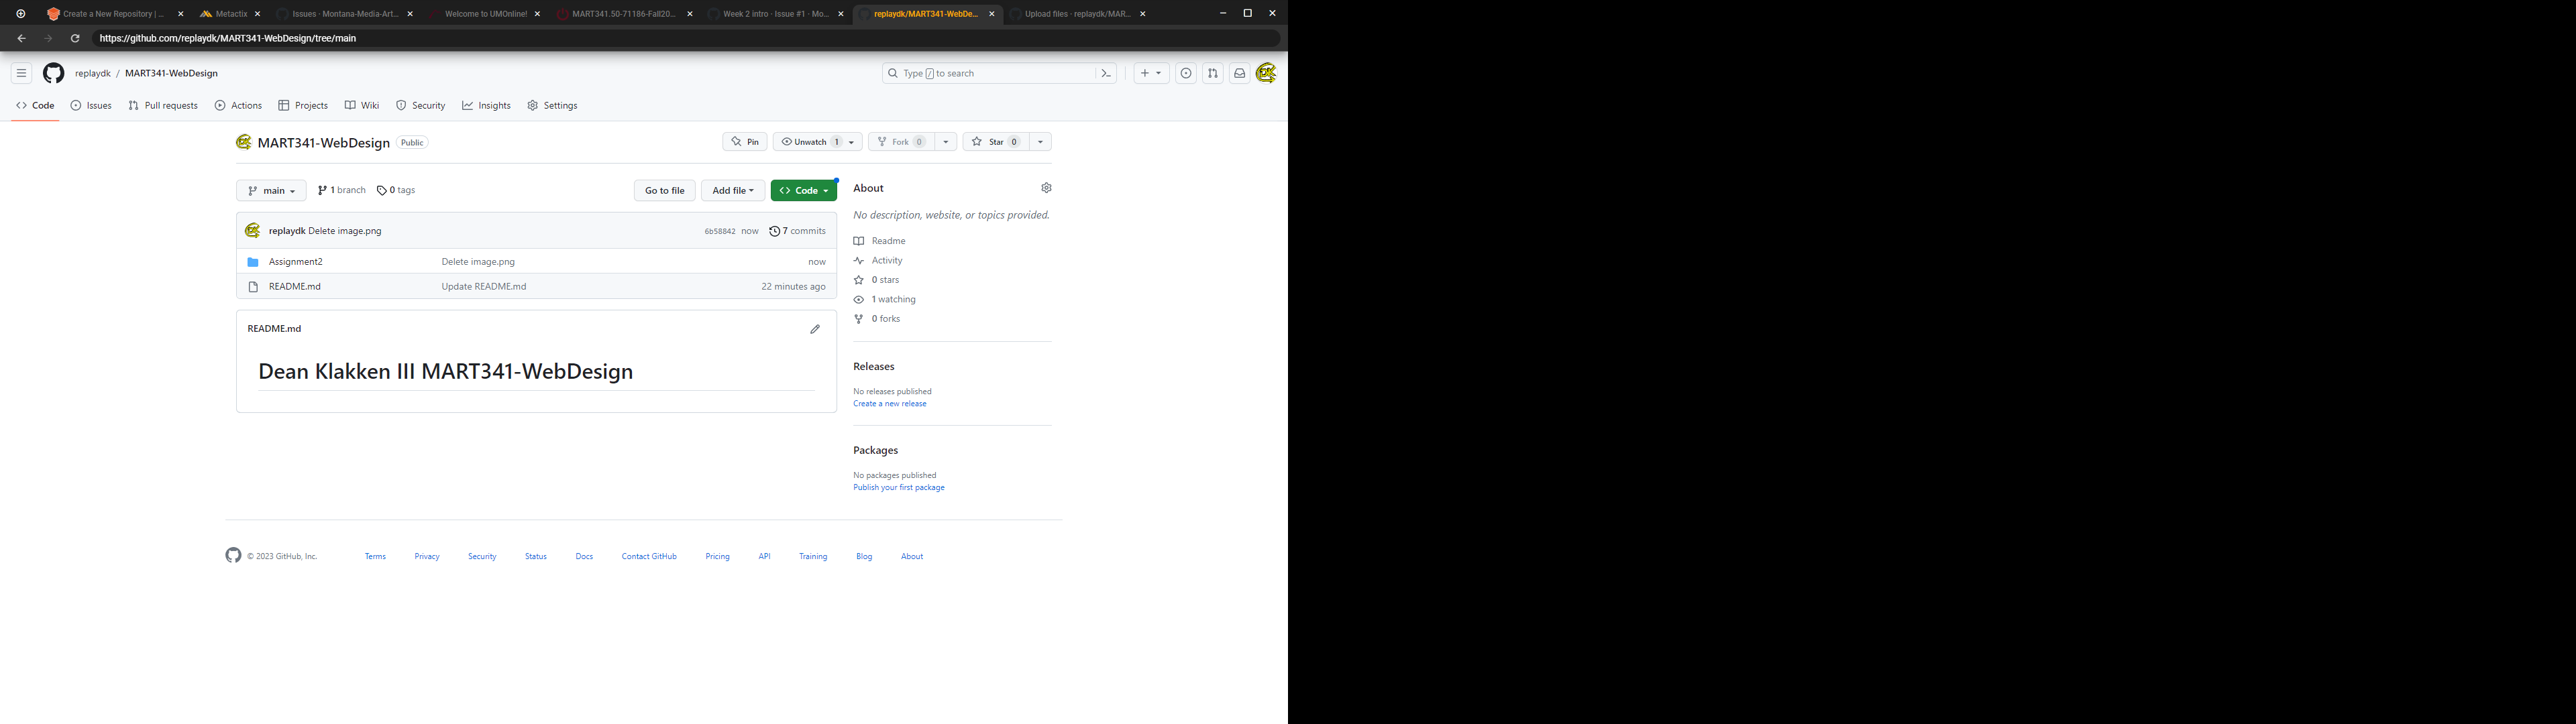 Create a New Repository | ... Metactix Issues · Montana-Media-Art... Welcome to UMOnline! MART341.50-71186-Fall20... Week 2 intro · Issue #1 · Mo... replaydk/MART341-WebDe... Upload files · replaydk/MAR...
https://github.com/replaydk/MART341-WebDesign/tree/main
replaydk / MART341-WebDesign Type / to search
Code Issues Pull requests Actions Projects Wiki Security Insights Settings
MART341-WebDesign Public Pin Unwatch 1 Fork 0 Star 0
main 1 branch 0 tags Go to file Add file Code
replaydk Delete image.png 6b58842 now 7 commits
Assignment2 Delete image.png now
README.md Update README.md 22 minutes ago
README.md
Dean Klakken III MART341-WebDesign
About
No description, website, or topics provided.
Readme
Activity
0 stars
1 watching
0 forks
Releases
No releases published
Create a new release
Packages
No packages published
Publish your first package
© 2023 GitHub, Inc. Terms Privacy Security Status Docs Contact GitHub Pricing API Training Blog About